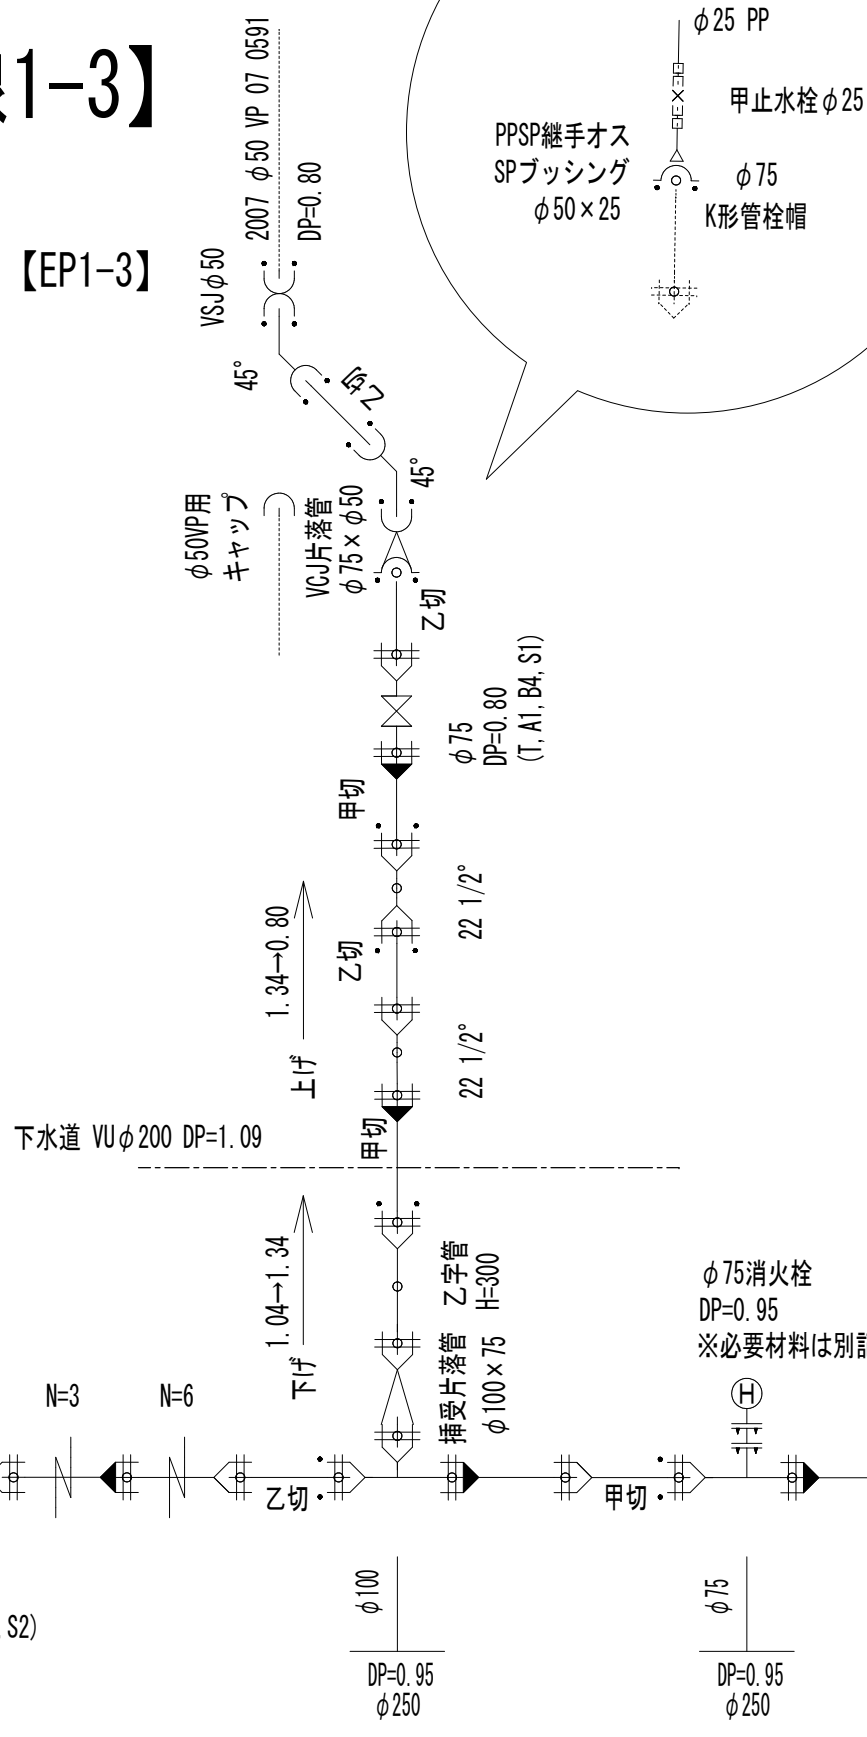 線1-3】
【EP1-3】
2007 φ50 VP 07 0591
DP=0.80
VSJφ50
φ25 PP
甲止水栓φ25
PPSP継手オス
SPブッシング
φ50×25
φ75
K形管栓帽
45°
乙切
45°
φ50VP用
キャップ
VCJ片落管
φ75×φ50
乙切
φ75
DP=0.80
(T,A1,B4,S1)
甲切
22 1/2°
1.34→0.80
上げ
乙切
22 1/2°
下水道 VUφ200 DP=1.09
甲切
1.04→1.34
下げ
乙字管
H=300
挿受片落管
φ100×75
φ75消火栓
DP=0.95
※必要材料は別
H
N=3
N=6
乙切
甲切
S2)
φ100
DP=0.95
φ250
φ75
DP=0.95
φ250